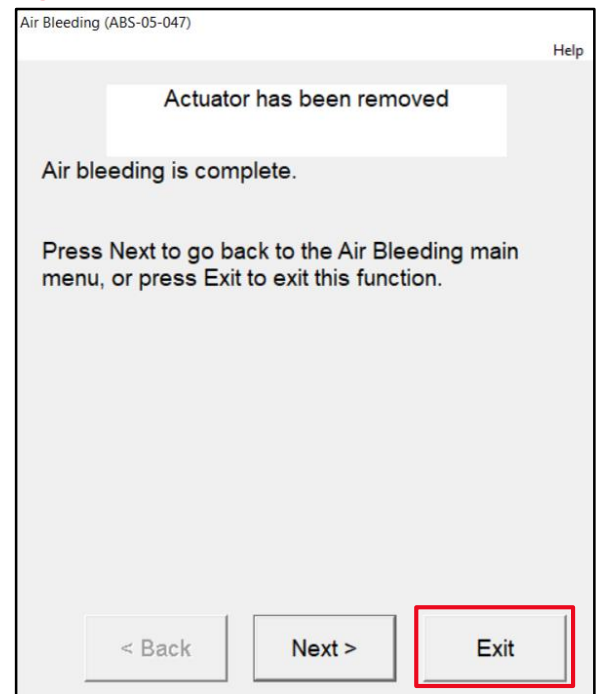 Air Bleeding (ABS-05-047)
Help
Actuator has been removed
Air bleeding is complete.
Press Next to go back to the Air Bleeding main
menu, or press Exit to exit this function.
< Back
Next >
Exit